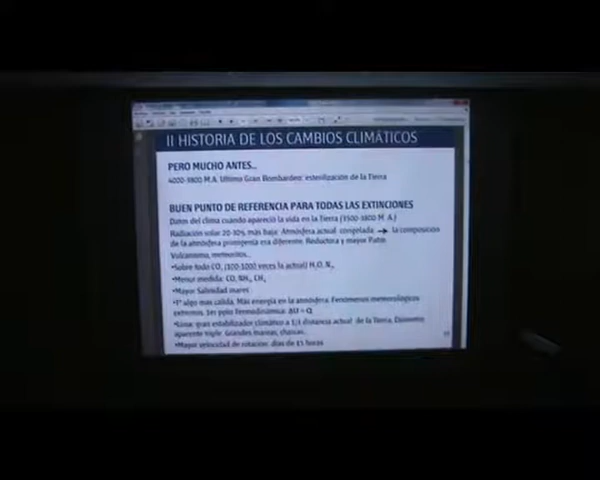 II HISTORIA DE LOS CAMBIOS CLIMÁTICOS
PERO MUCHO ANTES...
4000-3800 M.A. Ultimo Gran Bombardeo: esterilización de la Tierra
BUEN PUNTO DE REFERENCIA PARA TODAS LAS EXTINCIONES
Datos del clima cuando apareció la vida en la Tierra (3500-3800 M. A.)
Radiación solar 20-30% más baja. Atmósfera actual congelada → la composición
de la atmósfera primigenia era diferente. Reductora y mayor Patm
Vulcanismo, meteoritos...
•Sobre todo CO2 (100-1000 veces la actual) H2O, N2
•Menor medida: CO, NH3, CH4
•Mayor Salinidad mares
•Tª algo más cálida. Más energía en la atmósfera. Fenómenos meteorológicos
extremos. 1er ppio Termodinámica: ΔU = Q
•Luna: gran estabilizador climático a 1/3 distancia actual de la Tierra. Diámetro
aparente triple. Grandes mareas, charcas.
•Mayor velocidad de rotación: días de 15 horas